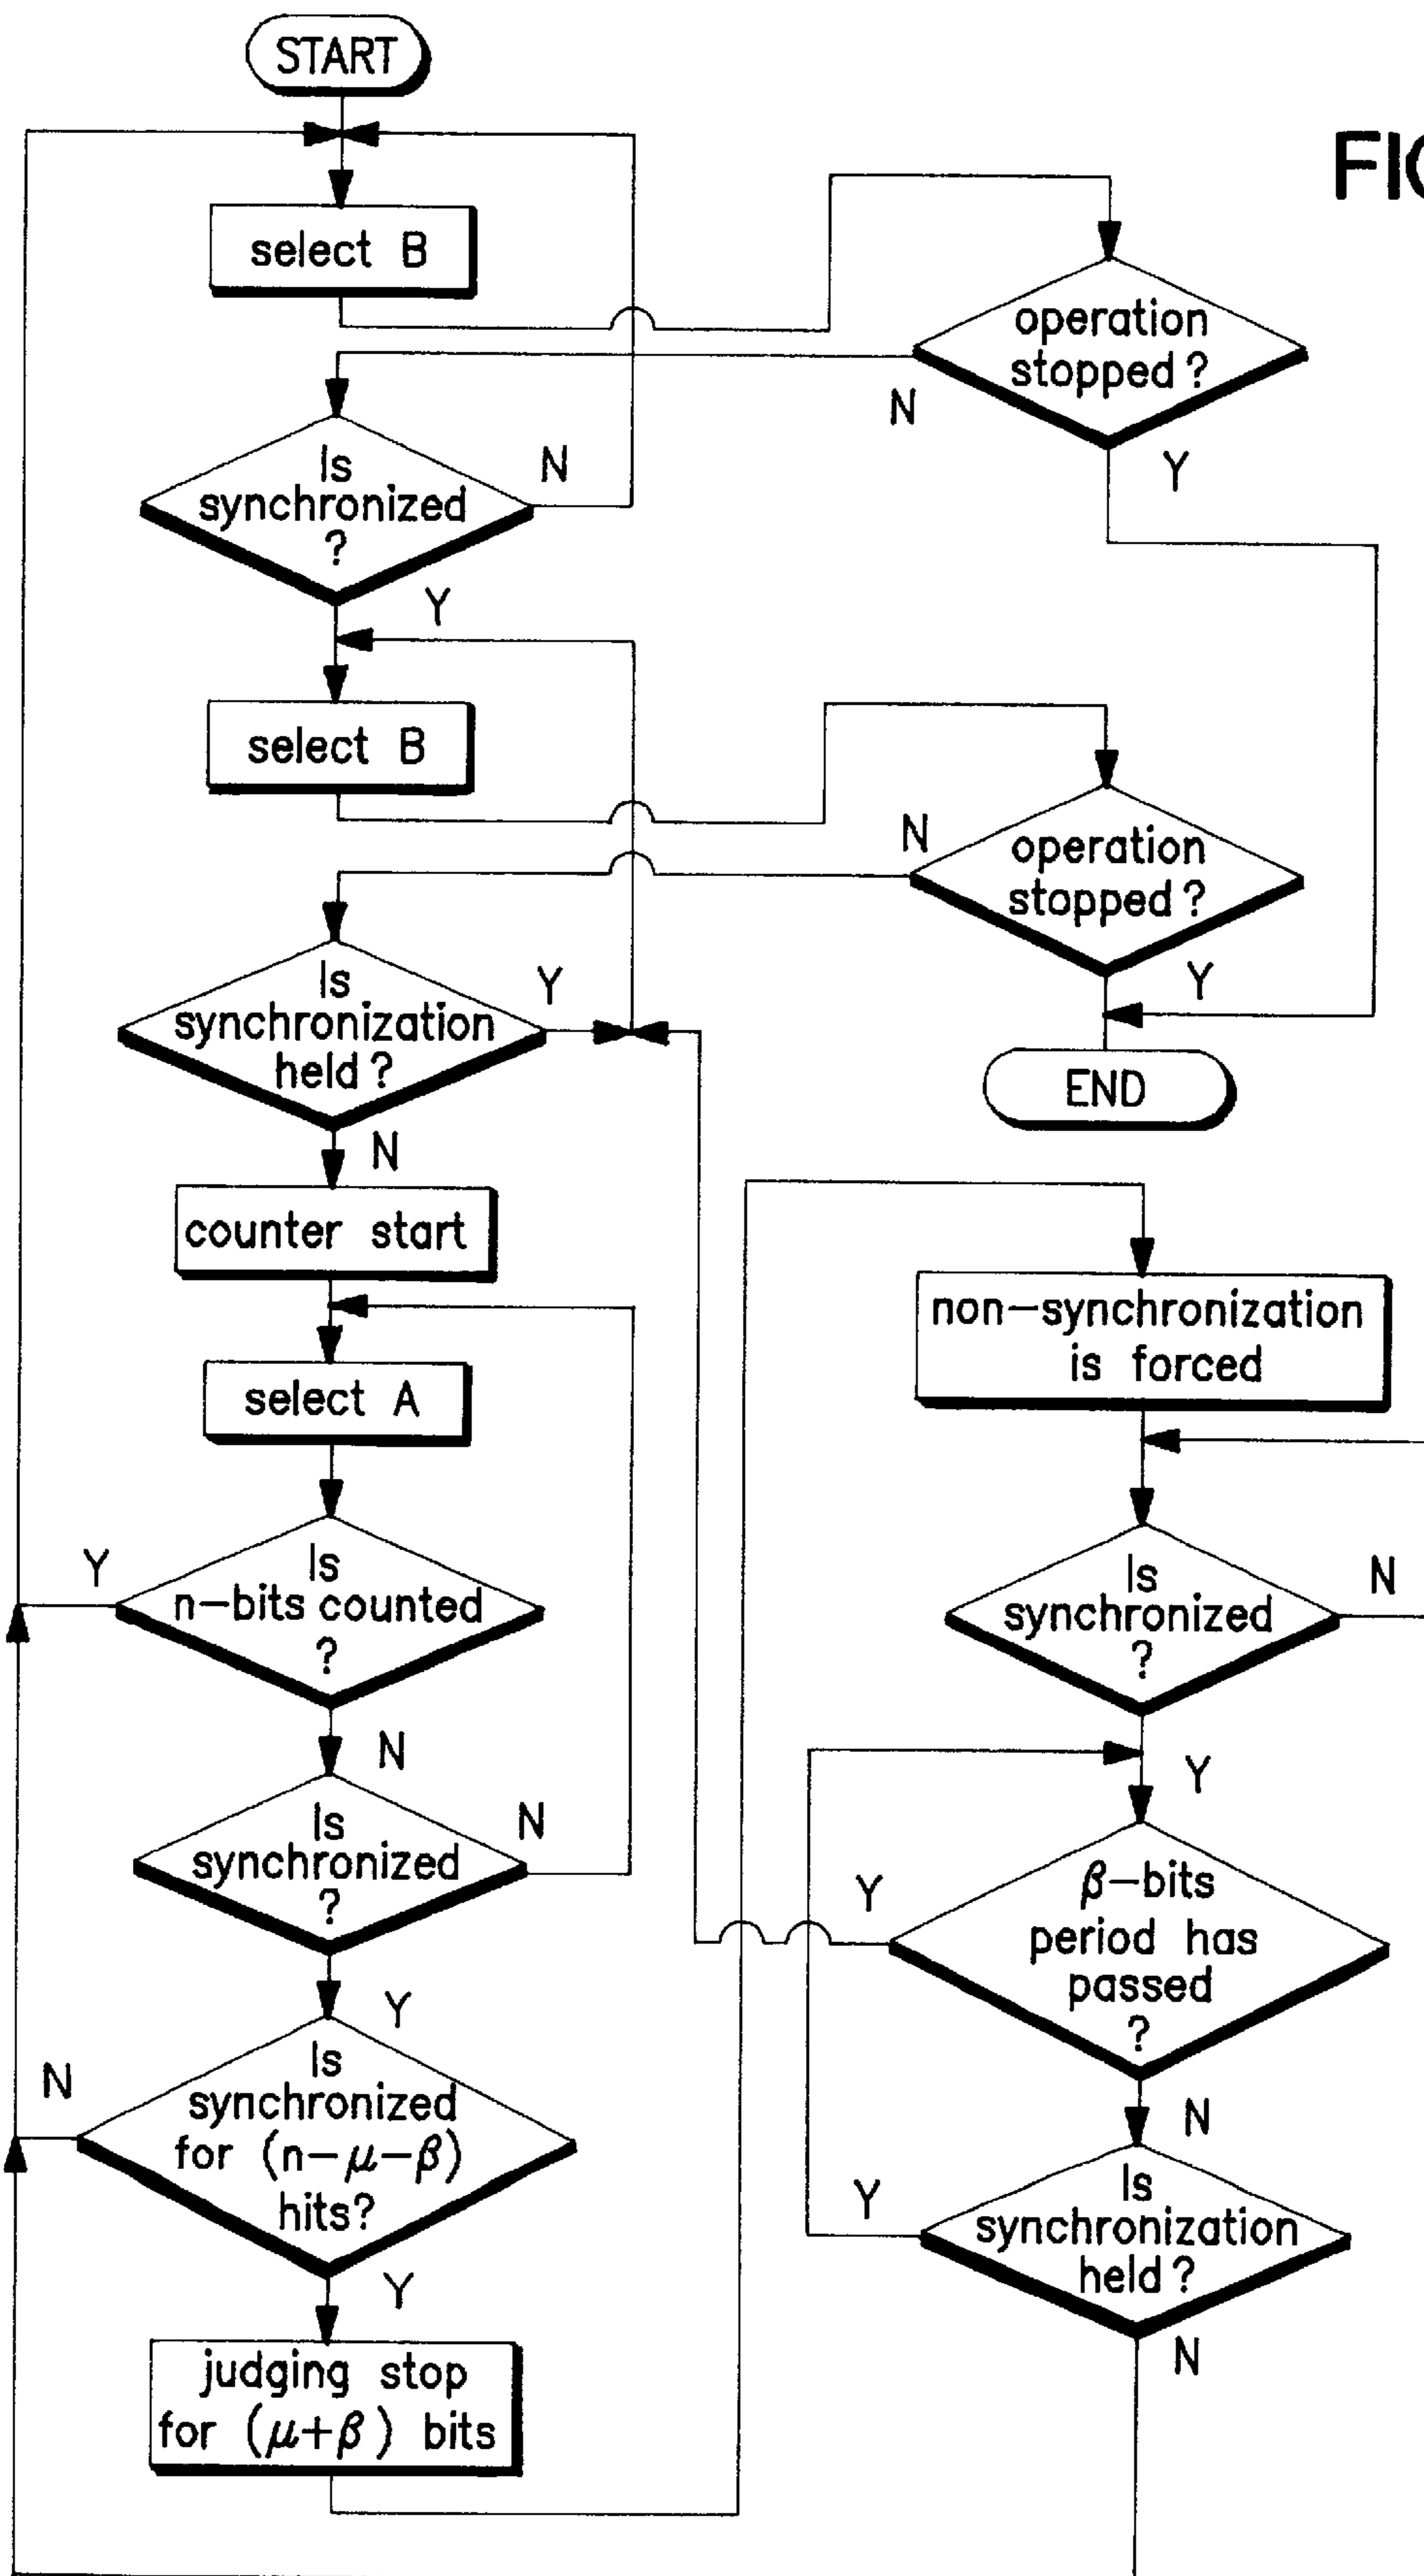 START
FIG
select B
operation
stopped?
N
Y
Is
synchronized
?
N
Y
select B
operation
stopped?
N
Y
Is
synchronization
held?
Y
N
END
counter start
select A
Is
n-bits counted
?
Y
N
Is
synchronized
?
N
Y
Is
synchronized
for (n-μ-β)
hits?
N
Y
judging stop
for (μ+β) bits
non-synchronization
is forced
Is
synchronized
?
N
Y
β-bits
period has
passed
?
Y
N
Is
synchronization
held?
Y
N